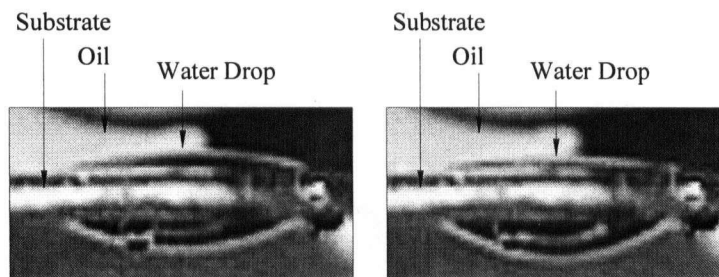 Substrate
Oil
Water Drop
Substrate
Oil
Water Drop